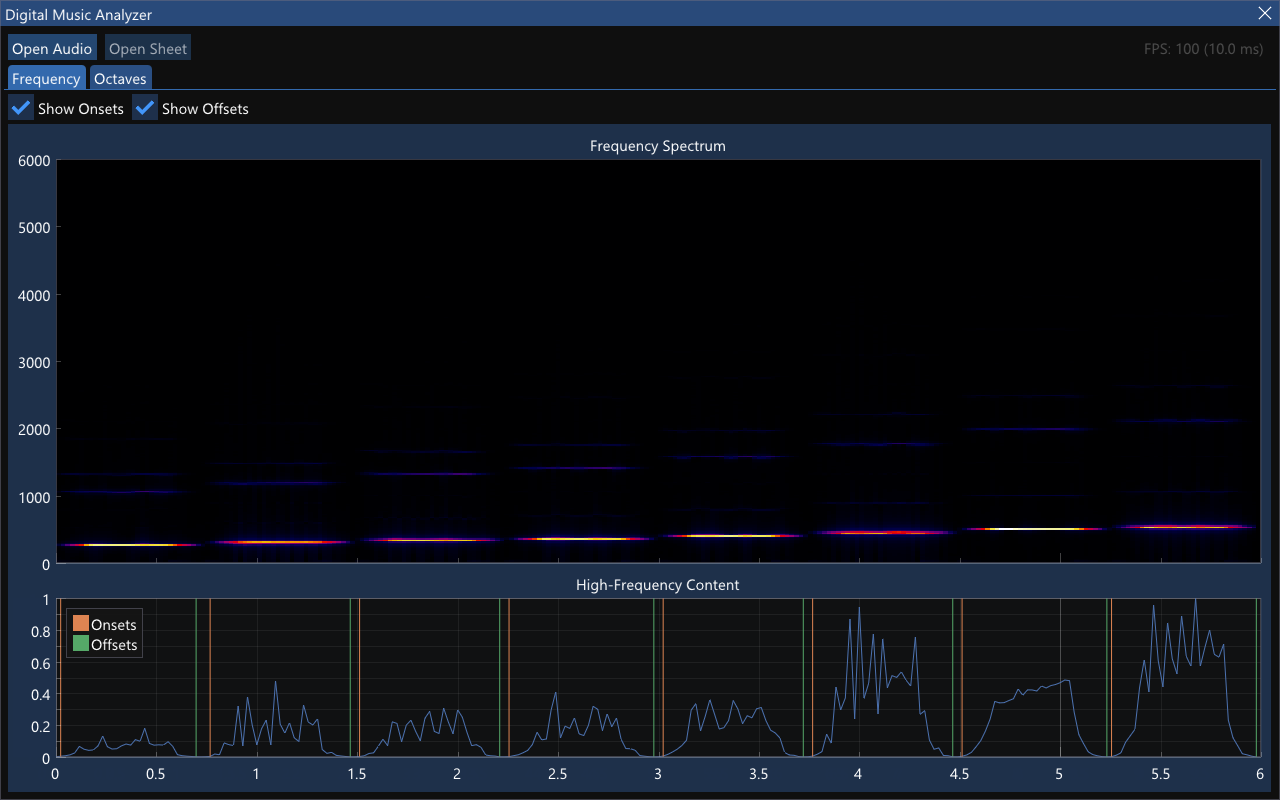 Digital Music Analyzer
Open Audio Open Sheet FPS: 100 (10.0 ms)
Frequency Octaves
Show Onsets Show Offsets
Frequency Spectrum
6000
5000
4000
3000
2000
1000
0
High-Frequency Content
1
0.8
0.6
0.4
0.2
0
Onsets
Offsets
0 0.5 1 1.5 2 2.5 3 3.5 4 4.5 5 5.5 6